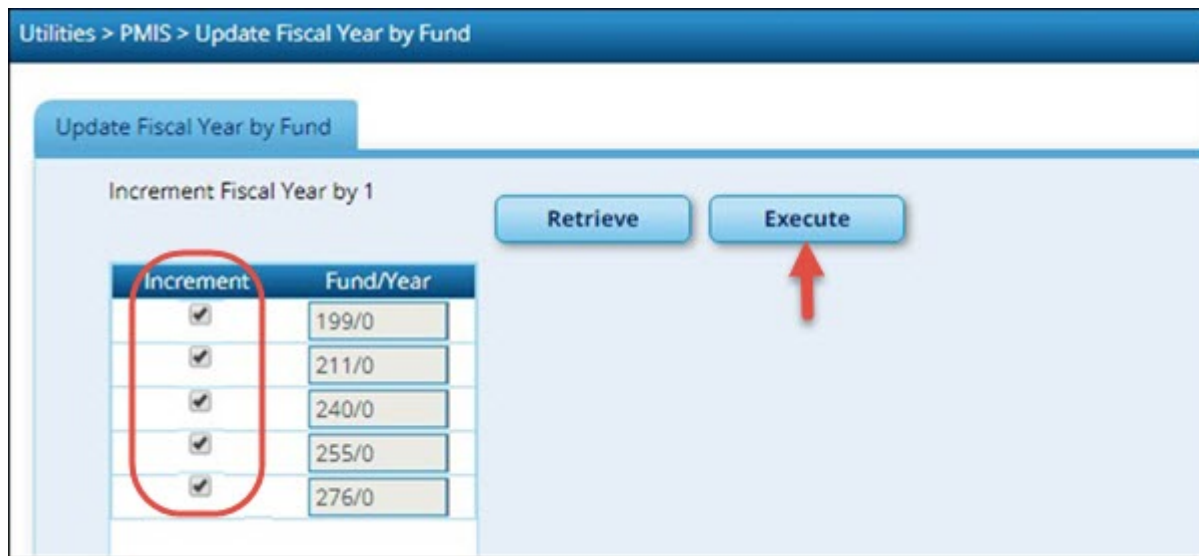 Utilities > PMIS > Update Fiscal Year by Fund
Update Fiscal Year by Fund
Increment Fiscal Year by 1
Retrieve Execute
Increment Fund/Year
199/0
211/0
240/0
255/0
276/0